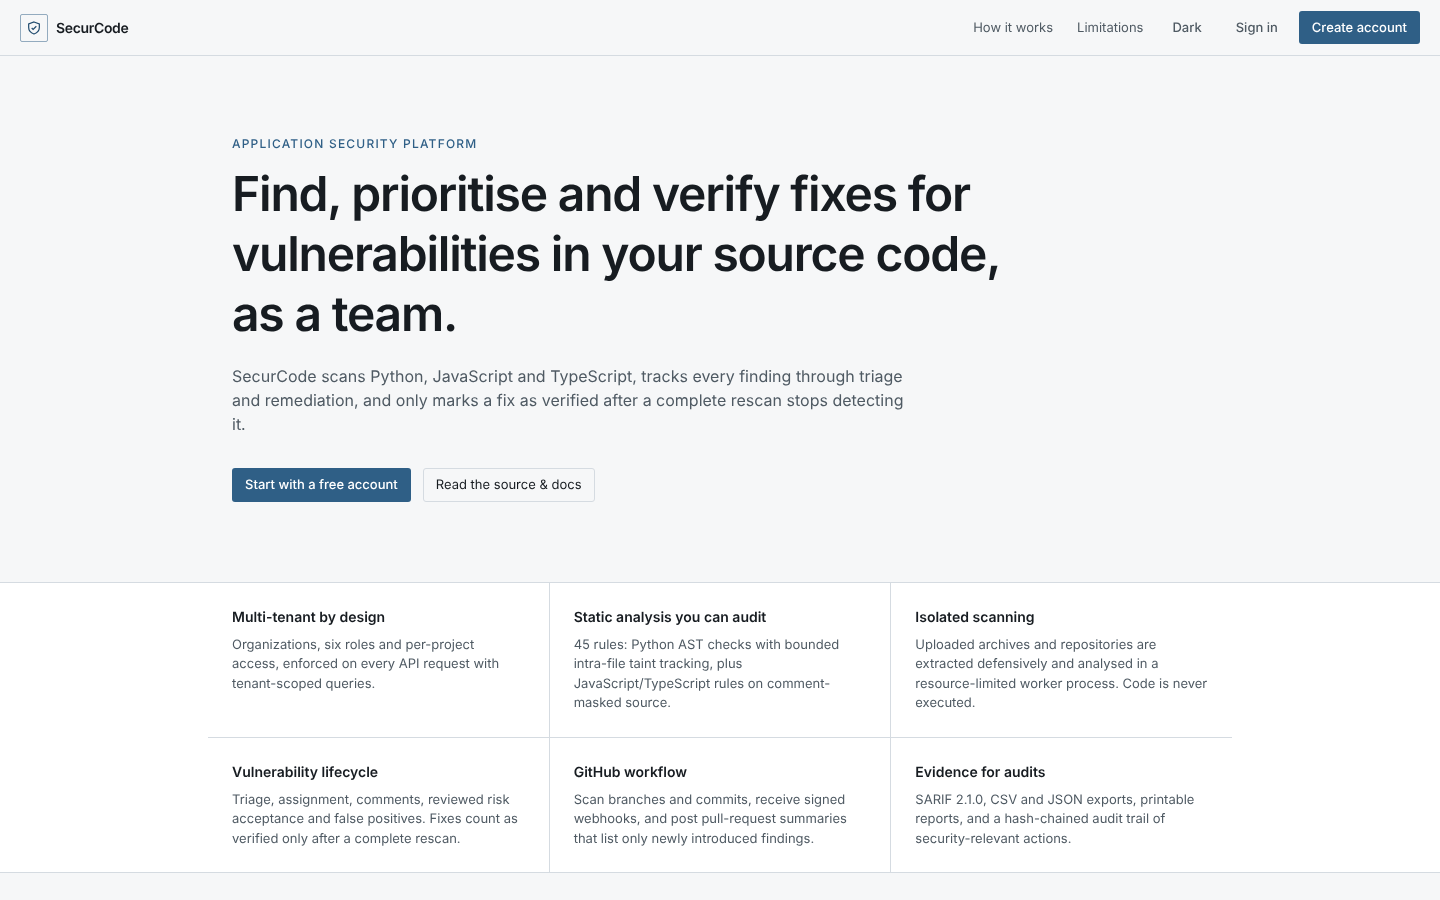 SecurCode
How it works
Limitations
Dark
Sign in
Create account
APPLICATION SECURITY PLATFORM
Find, prioritise and verify fixes for
vulnerabilities in your source code,
as a team.
SecurCode scans Python, JavaScript and TypeScript, tracks every finding through triage
and remediation, and only marks a fix as verified after a complete rescan stops detecting
it.
Start with a free account
Read the source & docs
Multi-tenant by design
Organizations, six roles and per-project
access, enforced on every API request with
tenant-scoped queries.
Static analysis you can audit
45 rules: Python AST checks with bounded
intra-file taint tracking, plus
JavaScript/TypeScript rules on comment-
masked source.
Isolated scanning
Uploaded archives and repositories are
extracted defensively and analysed in a
resource-limited worker process. Code is never
executed.
Vulnerability lifecycle
Triage, assignment, comments, reviewed risk
acceptance and false positives. Fixes count as
verified only after a complete rescan.
GitHub workflow
Scan branches and commits, receive signed
webhooks, and post pull-request summaries
that list only newly introduced findings.
Evidence for audits
SARIF 2.1.0, CSV and JSON exports, printable
reports, and a hash-chained audit trail of
security-relevant actions.